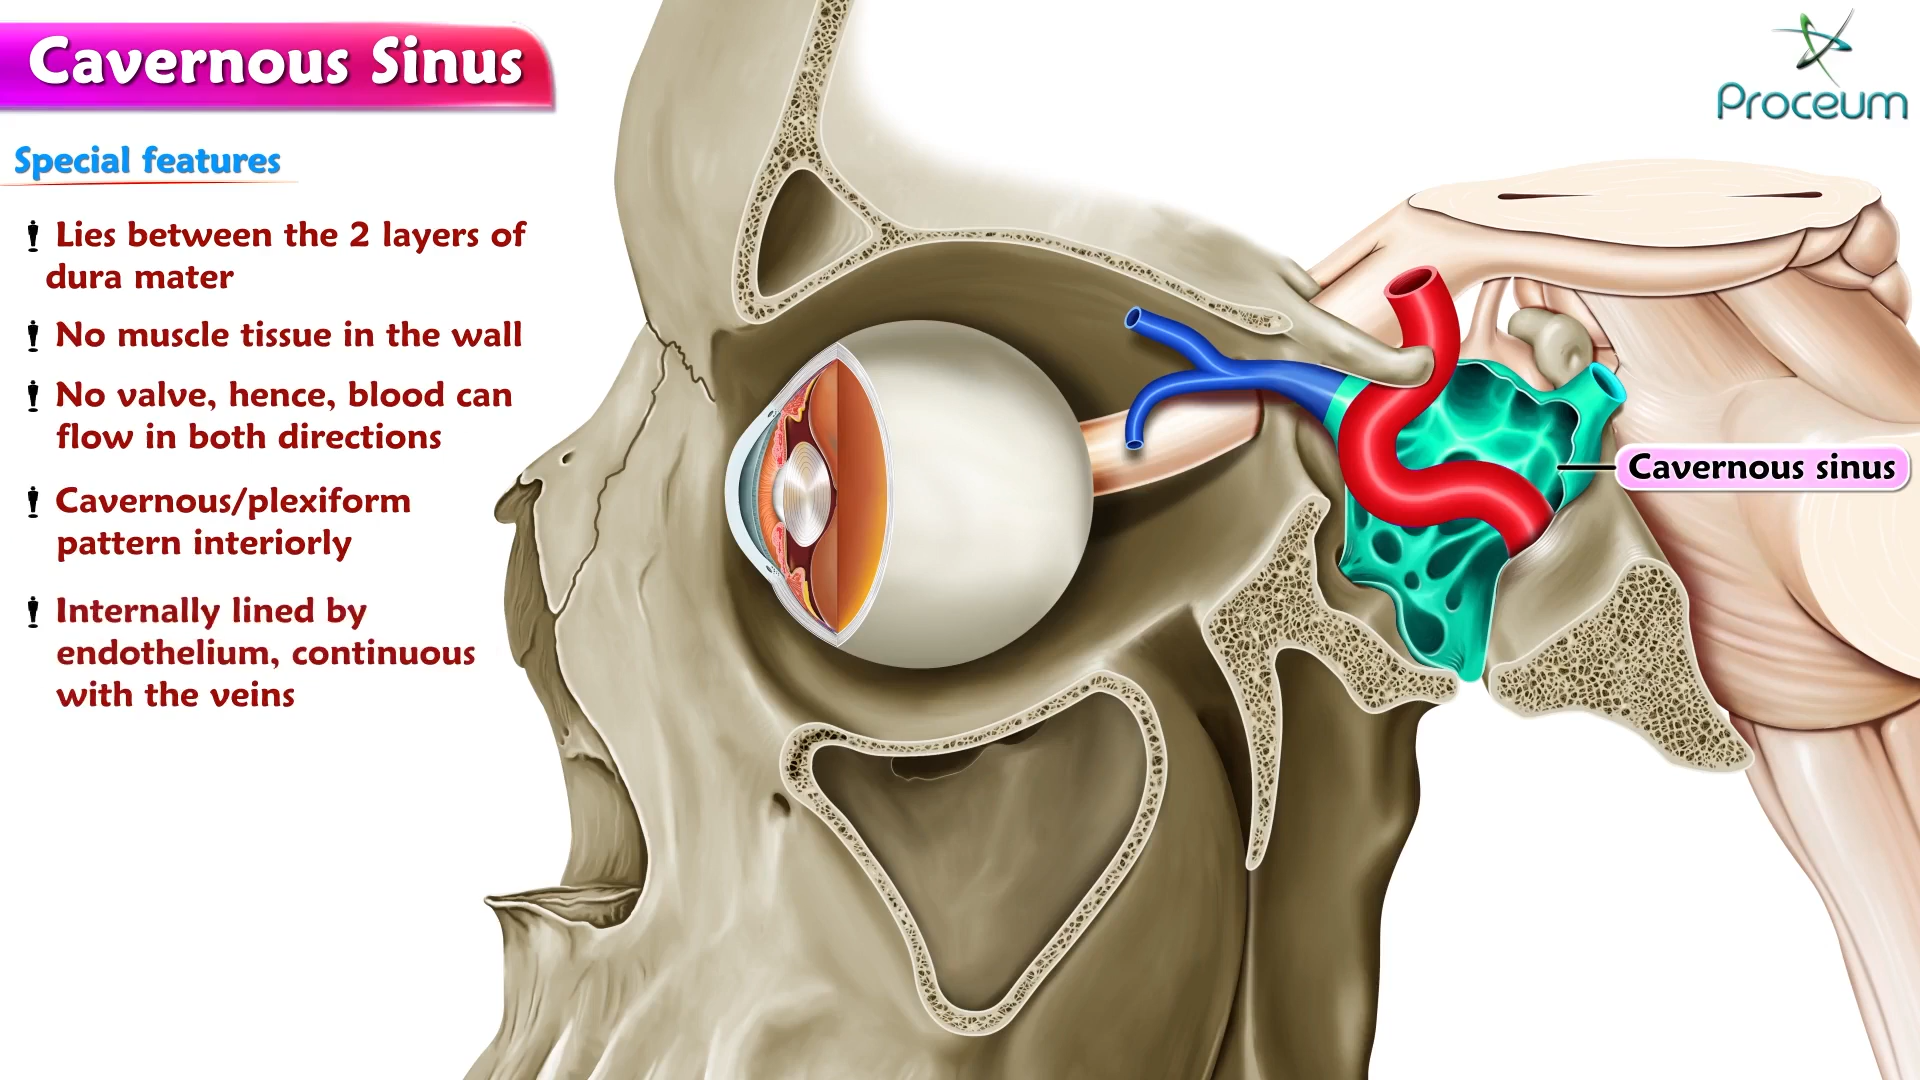 Cavernous Sinus
Proceum
Special features
Lies between the 2 layers of
dura mater
No muscle tissue in the wall
No valve, hence, blood can
flow in both directions
Cavernous/plexiform
pattern interiorly
Internally lined by
endothelium, continuous
with the veins
Cavernous sinus